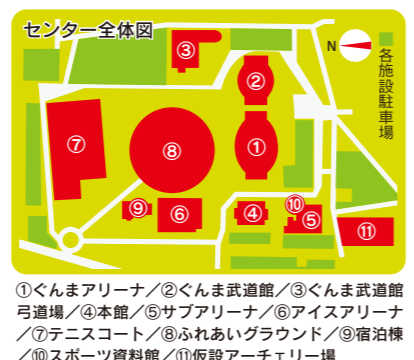 センター全体図
N
各施設駐車場
③
②
①
⑦
⑧
⑨
⑥
④
⑩
⑤
⑪
①ぐんまアリーナ／②ぐんま武道館／③ぐんま武道館
弓道場／④本館／⑤サブアリーナ／⑥アイスアリーナ
／⑦テニスコート／⑧ふれあいグラウンド／⑨宿泊棟
／⑩スポーツ資料館／⑪仮設アーチェリー場